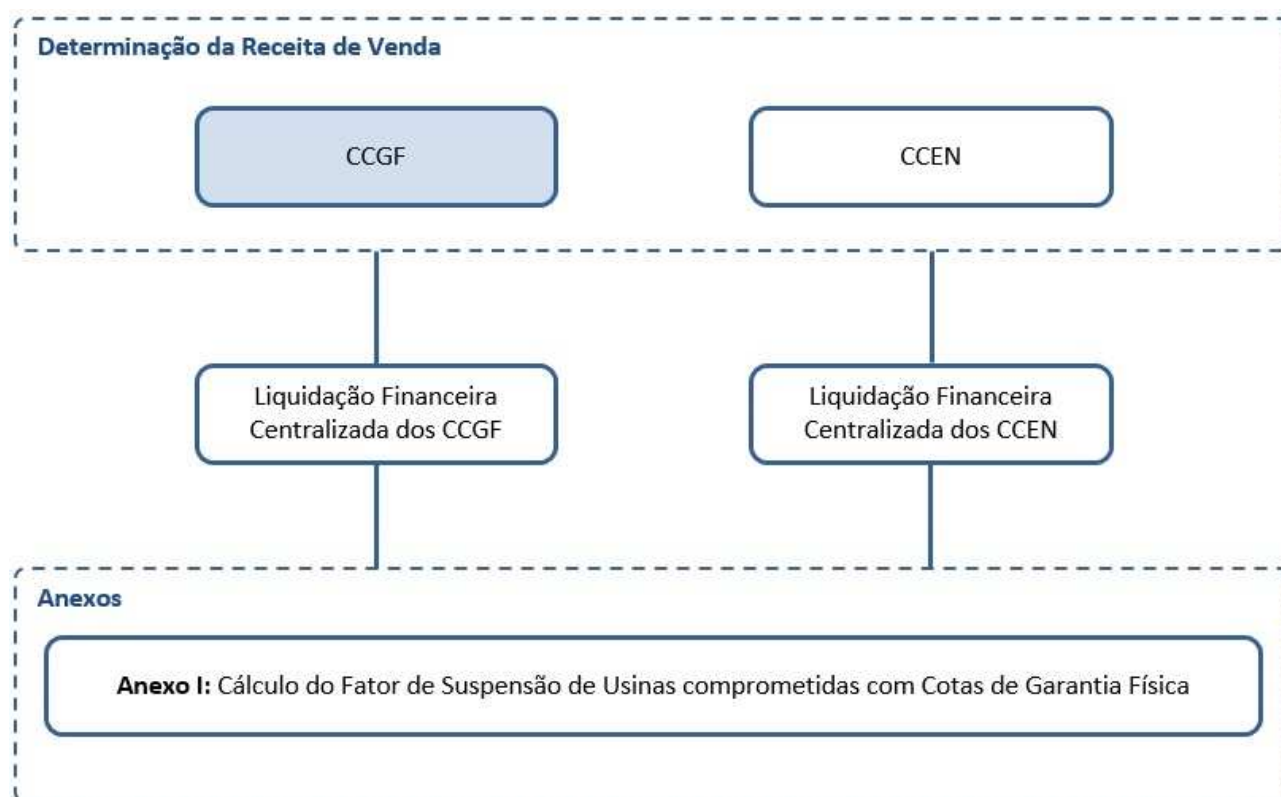 Determinação da Receita de Venda
CCGF
CCEN
Liquidação Financeira
Centralizada dos CCGF
Liquidação Financeira
Centralizada dos CCEN
Anexos
Anexo I: Cálculo do Fator de Suspensão de Usinas comprometidas com Cotas de Garantia Física